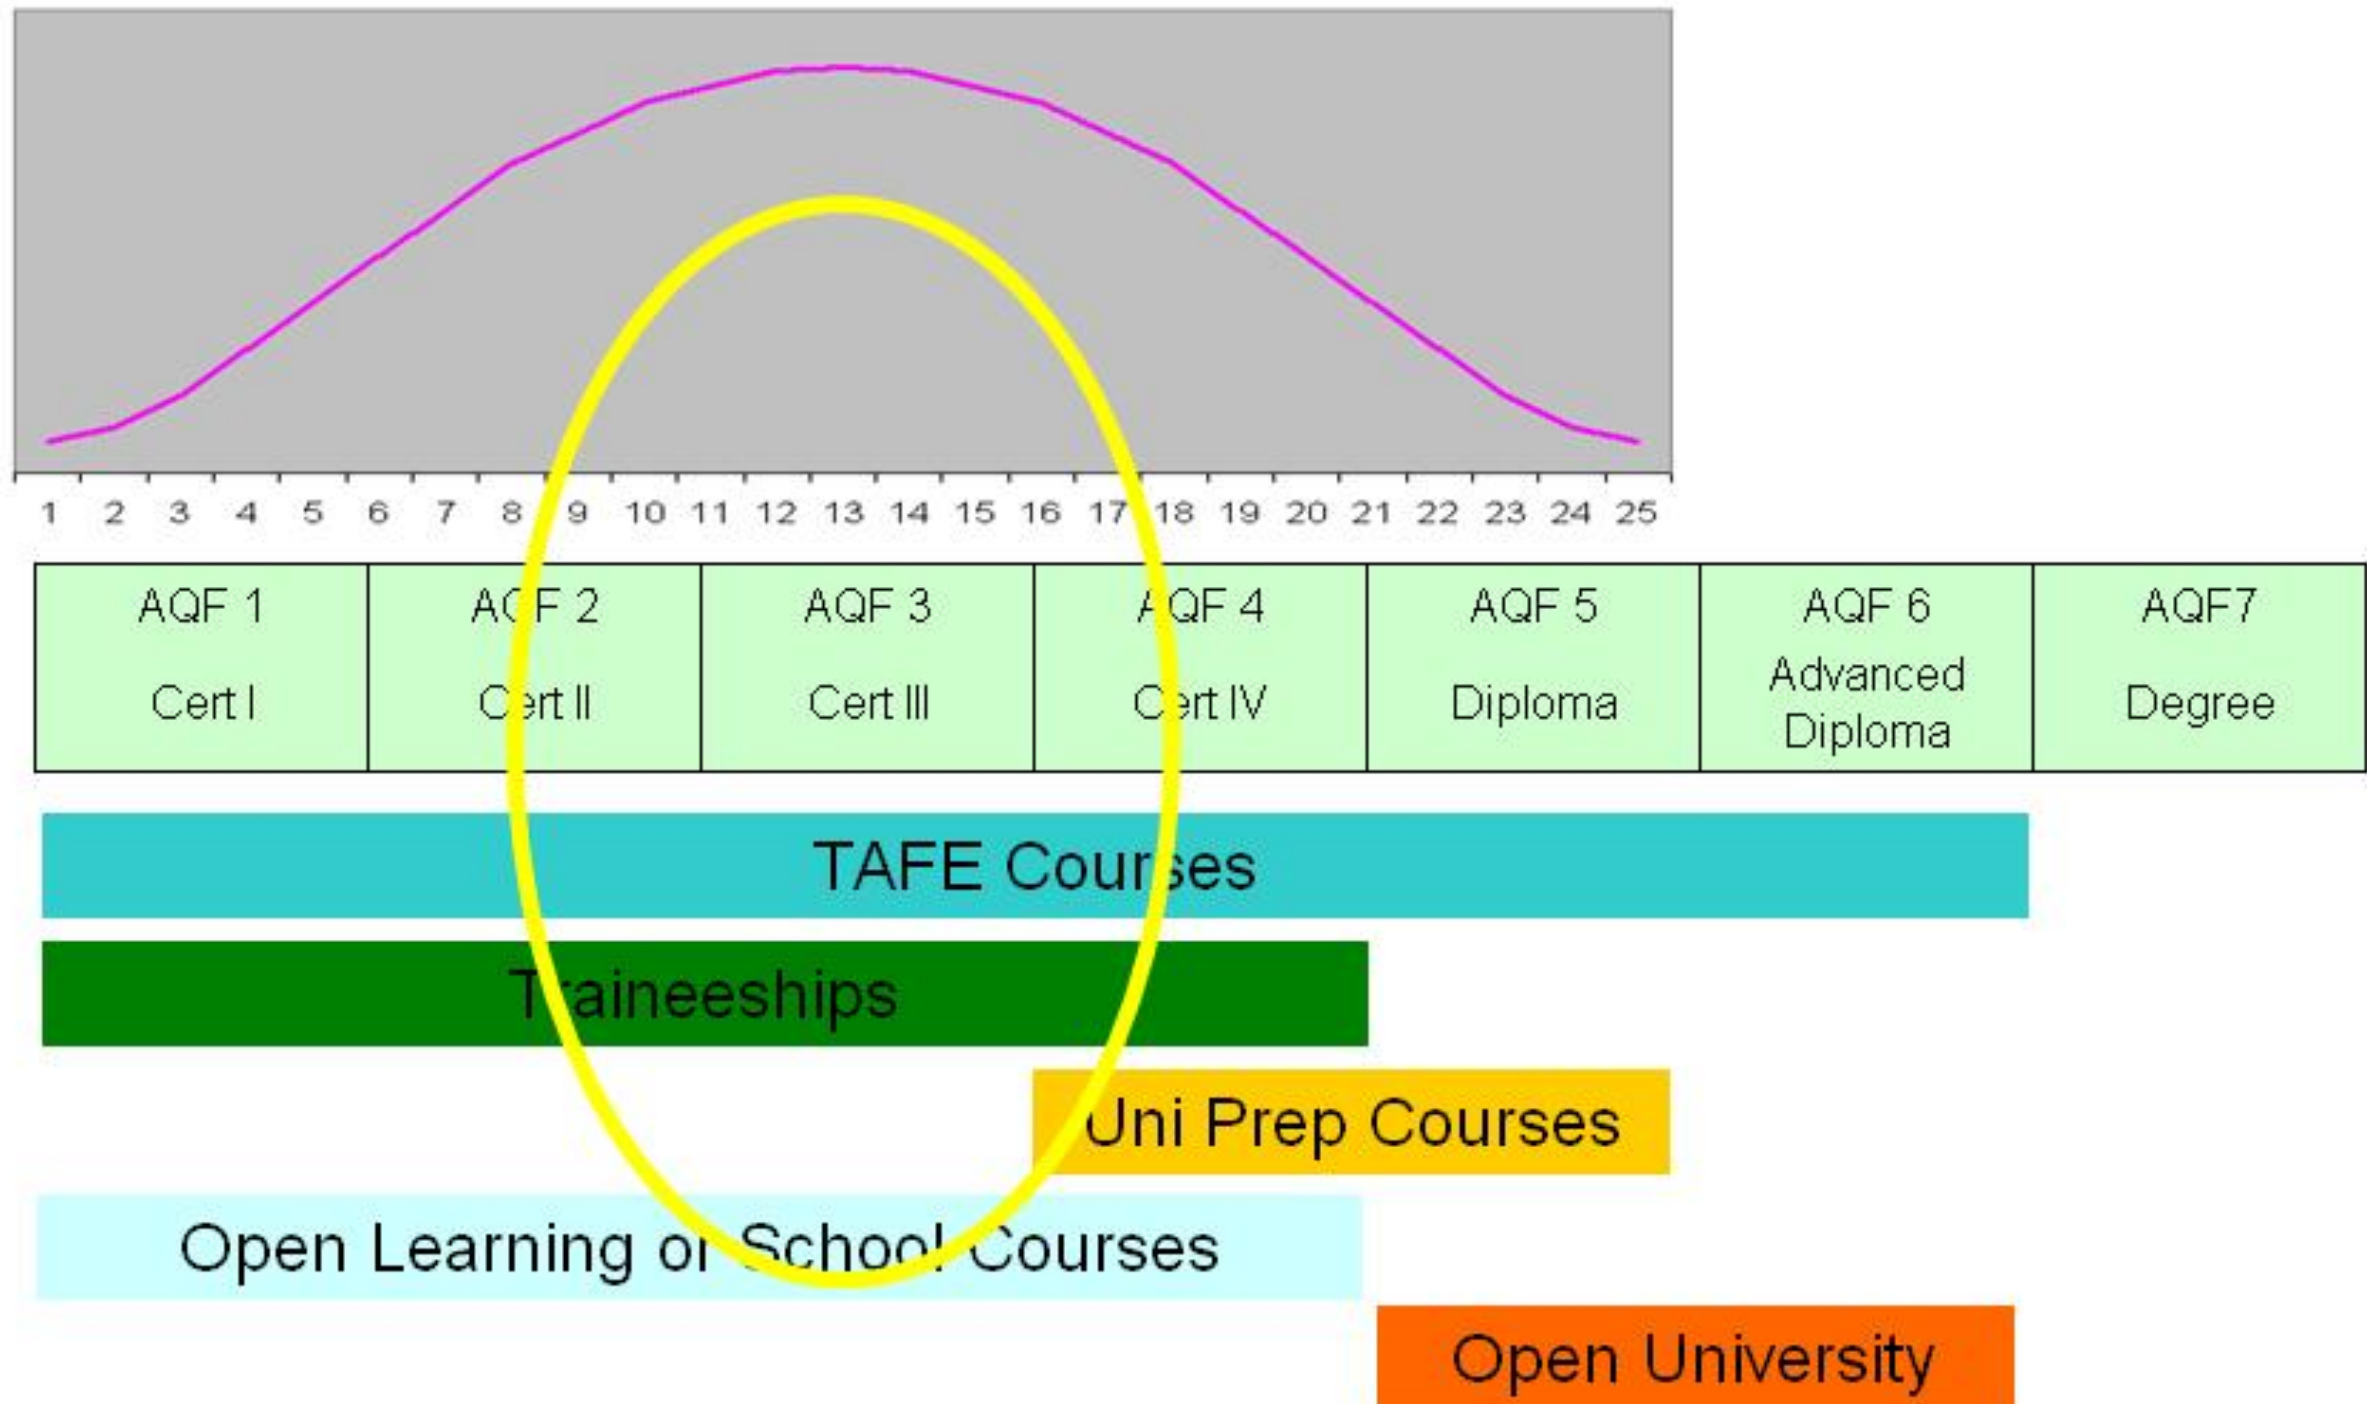 1 2 3 4 5 6 7 8 9 10 11 12 13 14 15 16 17 18 19 20 21 22 23 24 25
AQF 1 AQF 2 AQF 3 AQF 4 AQF 5 AQF 6 AQF7
Cert I Cert II Cert III Cert IV Diploma Advanced Degree
Diploma
TAFE Courses
Traineeships
Uni Prep Courses
Open Learning or School Courses
Open University